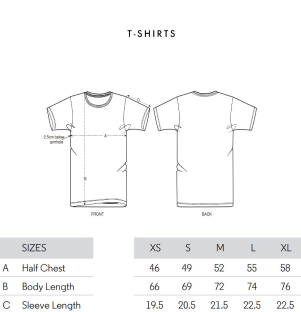 T-SHIRTS
C
2.5cm below
armhole
A
B
FRONT
BACK
SIZES XS S M L XL
A Half Chest 46 49 52 55 58
B Body Length 66 69 72 74 76
C Sleeve Length 19.5 20.5 21.5 22.5 22.5